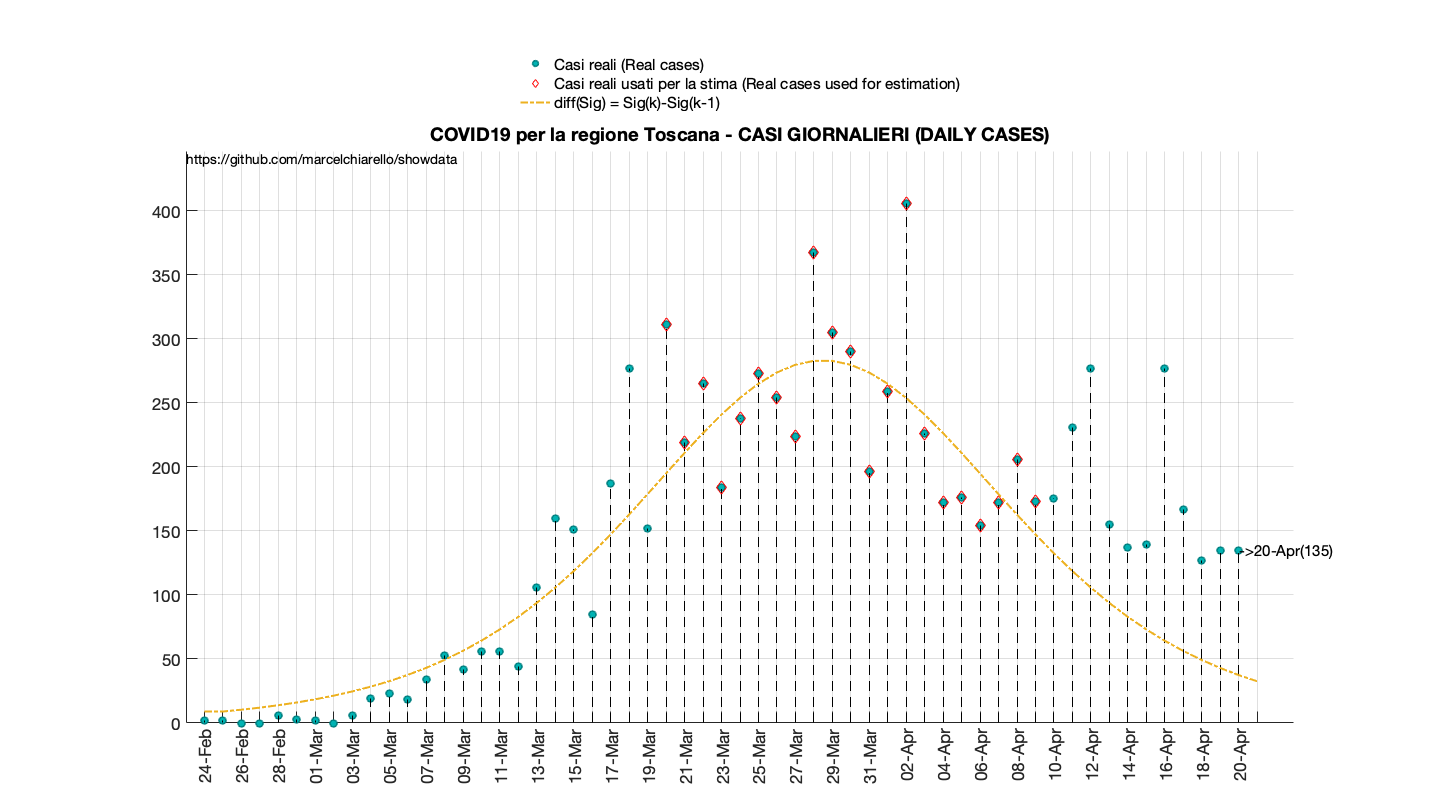 Casi reali (Real cases)
Casi reali usati per la stima (Real cases used for estimation)
diff(Sig) = Sig(k)-Sig(k-1)
COVID19 per la regione Toscana - CASI GIORNALIERI (DAILY CASES)
https://github.com/marcelchiarello/showdata
400
350
300
250
200
150
100
50
0
->20-Apr(135)
24-Feb
26-Feb
28-Feb
01-Mar
03-Mar
05-Mar
07-Mar
09-Mar
11-Mar
13-Mar
15-Mar
17-Mar
19-Mar
21-Mar
23-Mar
25-Mar
27-Mar
29-Mar
31-Mar
02-Apr
04-Apr
06-Apr
08-Apr
10-Apr
12-Apr
14-Apr
16-Apr
18-Apr
20-Apr